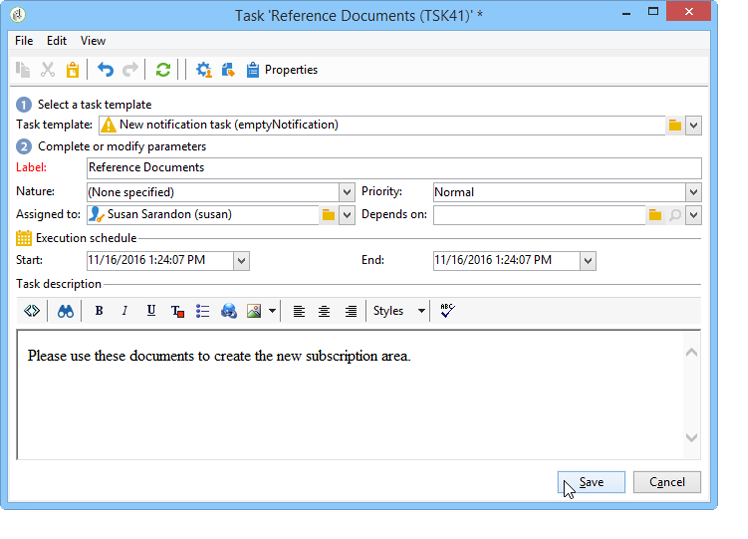 Task 'Reference Documents (TSK41)' *
File Edit View
Properties
1 Select a task template
Task template: New notification task (emptyNotification)
2 Complete or modify parameters
Label: Reference Documents
Nature: (None specified) Priority: Normal
Assigned to: Susan Sarandon (susan) Depends on:
Execution schedule
Start: 11/16/2016 1:24:07 PM End: 11/16/2016 1:24:07 PM
Task description
B I U T Styles ABC
Please use these documents to create the new subscription area.
Save Cancel